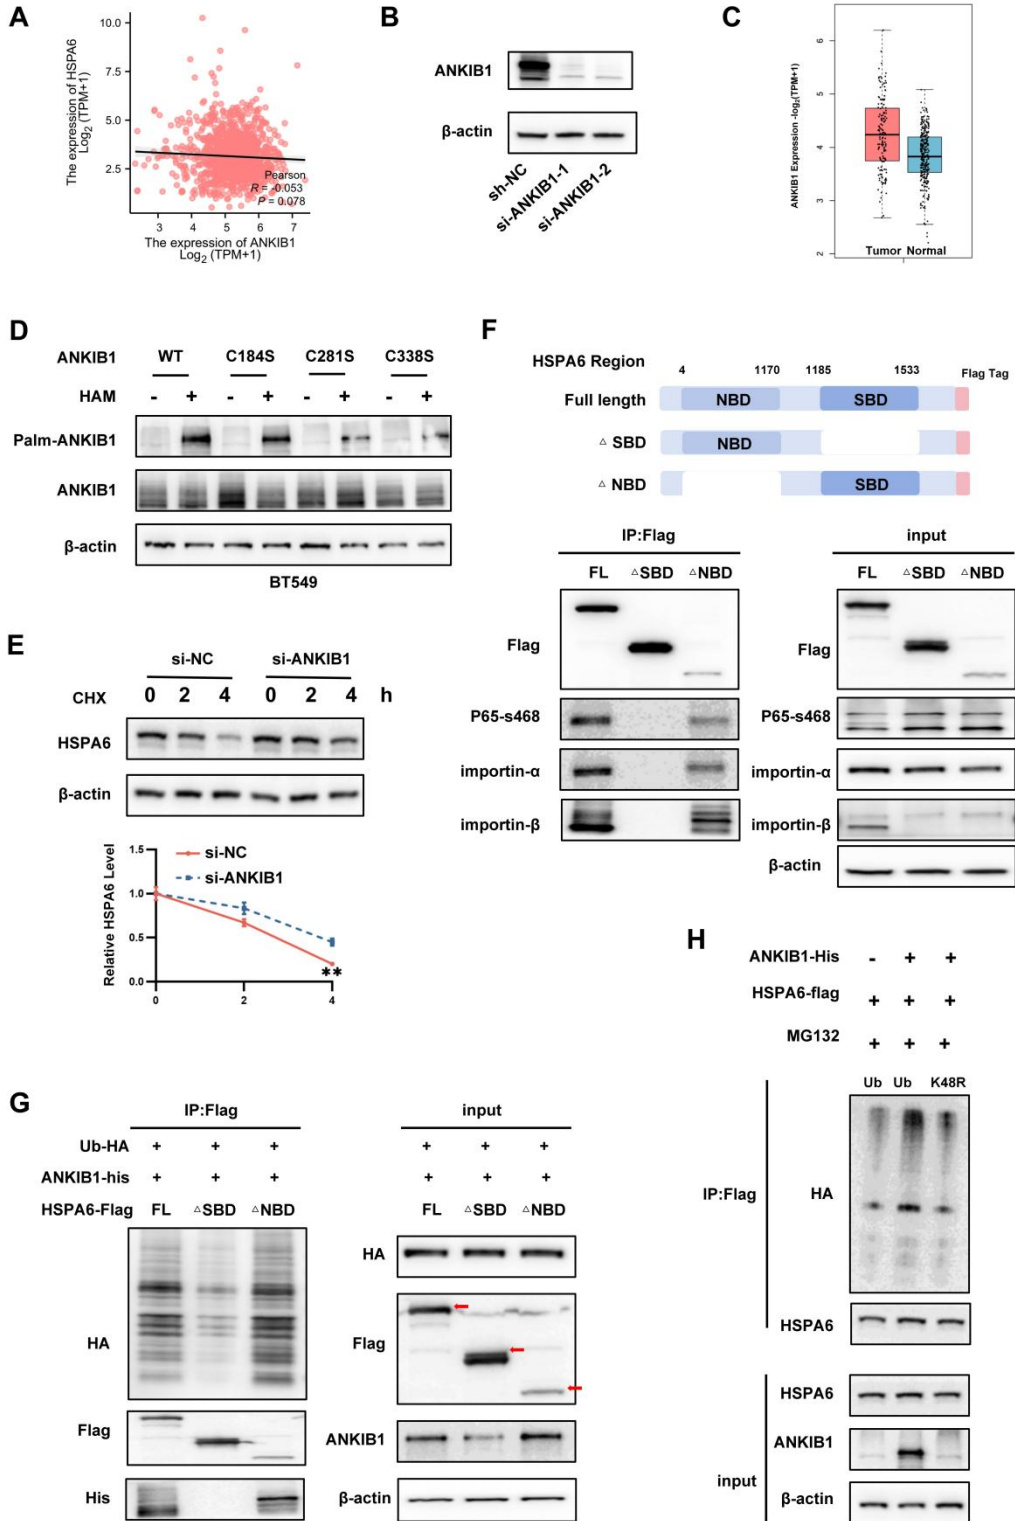 A
The expression of HSPA6
Log2 (TPM+1)
10.0
7.5
5.0
2.5
Pearson
R = -0.053
P = 0.078
3 4 5 6 7
The expression of ANKIB1
Log2 (TPM+1)
B
ANKIB1
β-actin
sh-NC
si-ANKIB1-1
si-ANKIB1-2
C
ANKIB1 Expression -log2(TPM+1)
6
5
4
3
2
Tumor Normal
D
ANKIB1 WT C184S C281S C338S
HAM - + - + - + - +
Palm-ANKIB1
ANKIB1
β-actin
BT549
E
si-NC si-ANKIB1
CHX 0 2 4 0 2 4 h
HSPA6
β-actin
Relative HSPA6 Level
1.5
1.0
0.5
0.0
si-NC
si-ANKIB1
**
0 2 4
F
HSPA6 Region 4 1170 1185 1533 Flag Tag
Full length NBD SBD
△ SBD NBD
△ NBD SBD
IP:Flag
FL △SBD △NBD
Flag
P65-s468
importin-α
importin-β
input
FL △SBD △NBD
Flag
P65-s468
importin-α
importin-β
β-actin
G
IP:Flag
Ub-HA + + +
ANKIB1-his + + +
HSPA6-Flag FL △SBD △NBD
HA
Flag
His
input
+ + +
+ + +
FL △SBD △NBD
HA
Flag
ANKIB1
β-actin
H
ANKIB1-His - + +
HSPA6-flag + + +
MG132 + + +
Ub Ub K48R
IP:Flag
HA
HSPA6
input
HSPA6
ANKIB1
β-actin